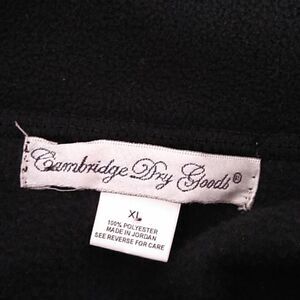 Cambridge Dry Goods®
XL
100% POLYESTER
MADE IN JORDAN
SEE REVERSE FOR CARE